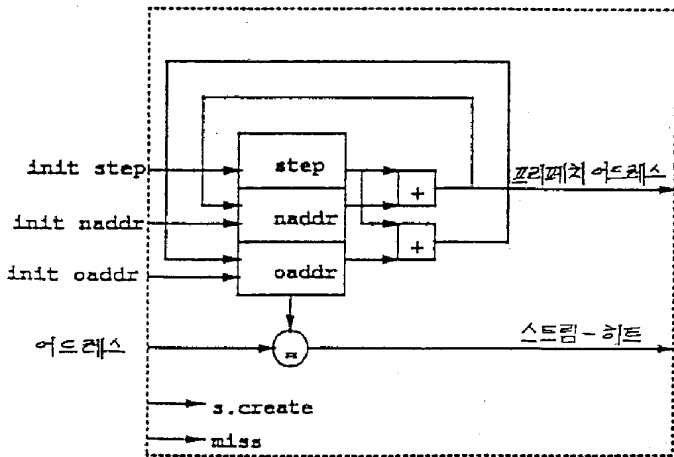 init step
init naddr
init oaddr
어드레스
step
naddr
oaddr
+
+
=
프리페치 어드레스
스트림-히트
s.create
miss